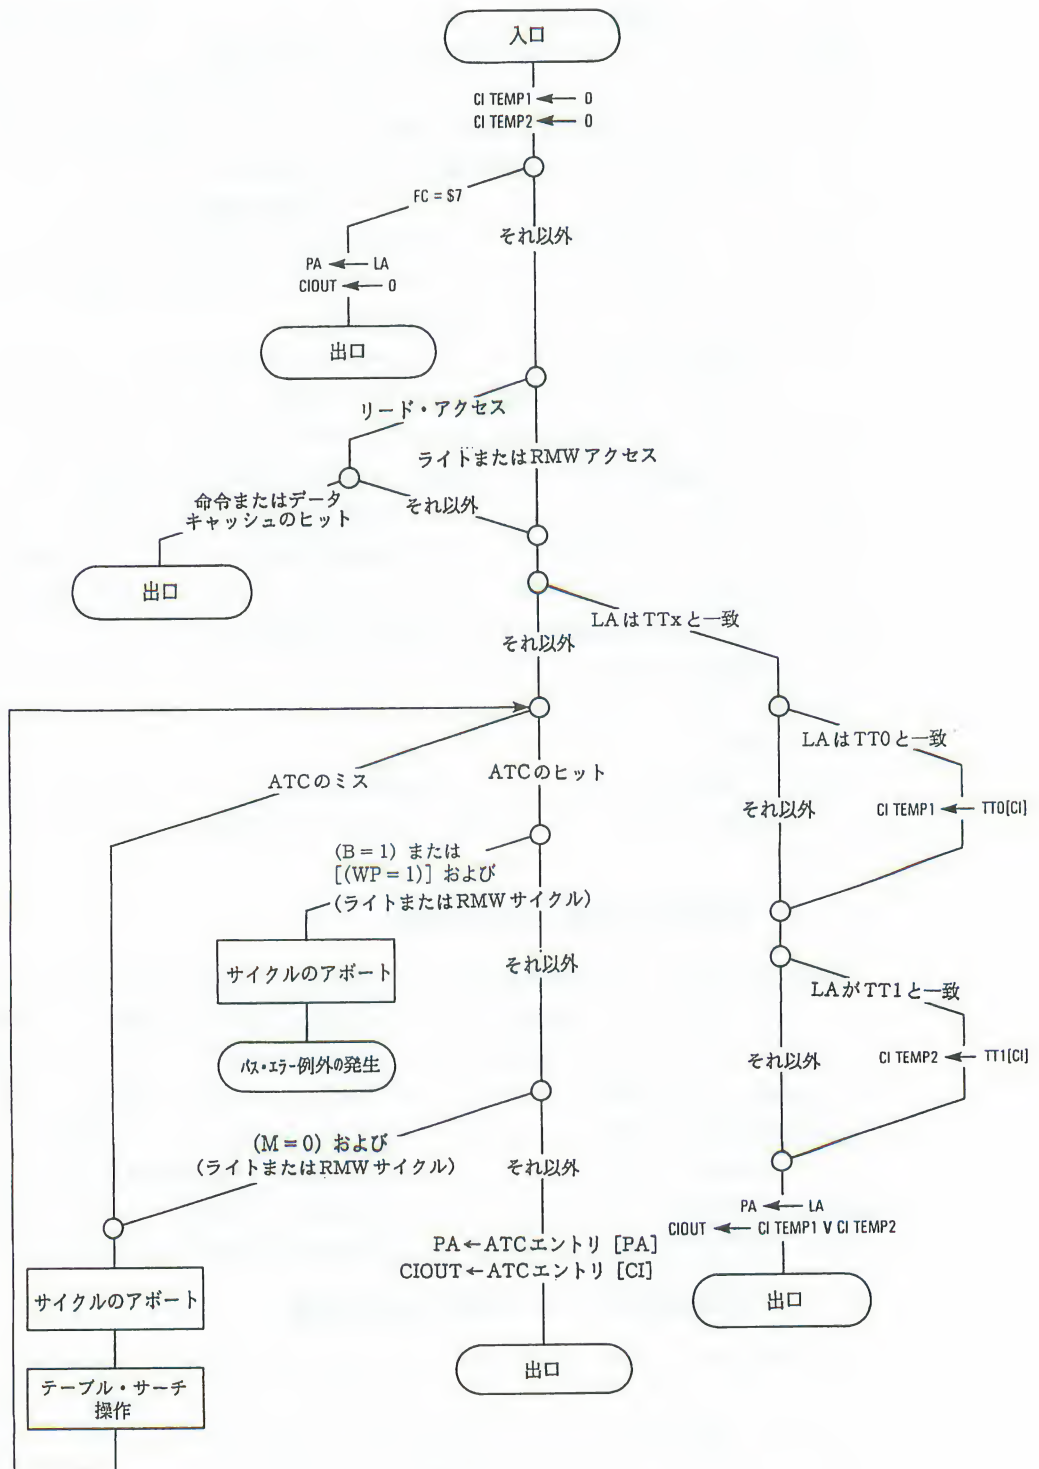 入口
CI TEMP1 ← 0
CI TEMP2 ← 0
FC = $7
それ以外
PA ← LA
CIOUT ← 0
出口
リード・アクセス
ライトまたはRMWアクセス
命令またはデータ
キャッシュのヒット
それ以外
出口
LAはTTxと一致
それ以外
LAはTT0と一致
ATCのミス
ATCのヒット
それ以外
CI TEMP1 ← TT0[CI]
(B = 1) または
[(WP = 1)] および
(ライトまたはRMWサイクル)
サイクルのアボート
それ以外
LAがTT1と一致
バス・エラー例外の発生
それ以外
CI TEMP2 ← TT1[CI]
(M = 0) および
(ライトまたはRMWサイクル)
それ以外
PA ← LA
CIOUT ← CI TEMP1 V CI TEMP2
PA←ATCエントリ [PA]
CIOUT←ATCエントリ [CI]
サイクルのアボート
出口
出口
テーブル・サーチ
操作